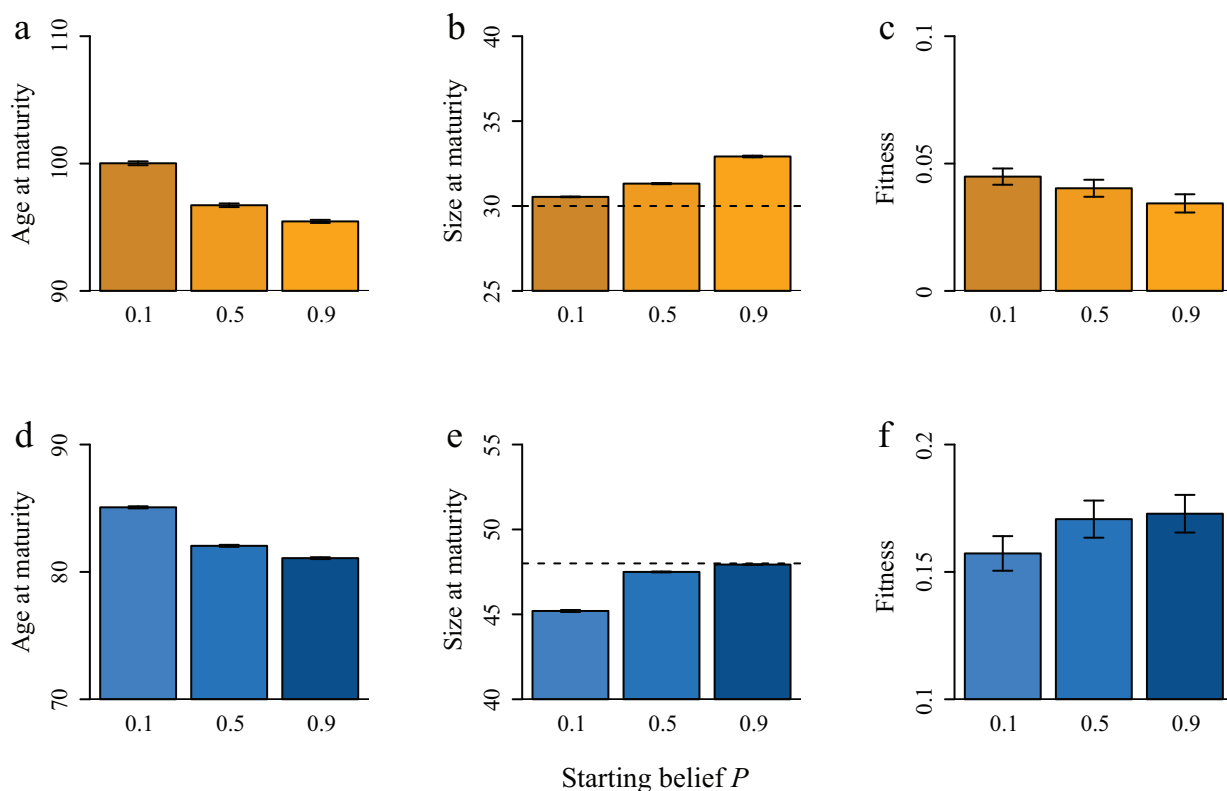 a
Age at maturity
110
100
90
0.1 0.5 0.9
b
Size at maturity
40
35
30
25
0.1 0.5 0.9
c
Fitness
0.1
0.05
0
0.1 0.5 0.9
d
Age at maturity
90
80
70
0.1 0.5 0.9
e
Size at maturity
55
50
45
40
0.1 0.5 0.9
f
Fitness
0.2
0.15
0.1
0.1 0.5 0.9
Starting belief P